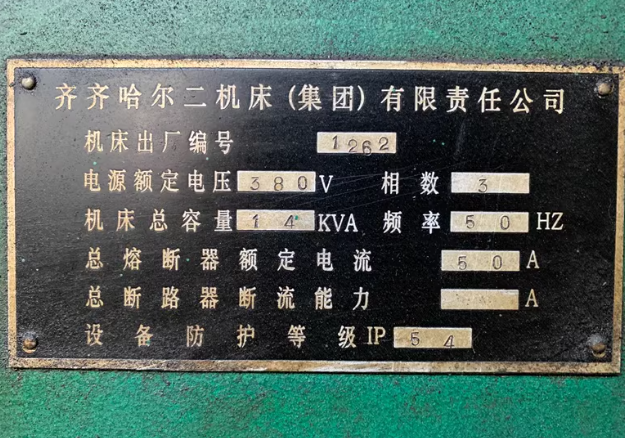 齐齐哈尔二机床(集团)有限责任公司
机床出厂编号 1262
电源额定电压 380 V 相数 3
机床总容量 14 KVA 频率 50 HZ
总熔断器额定电流 50 A
总断路器断流能力 A
设备防护等级 IP 54